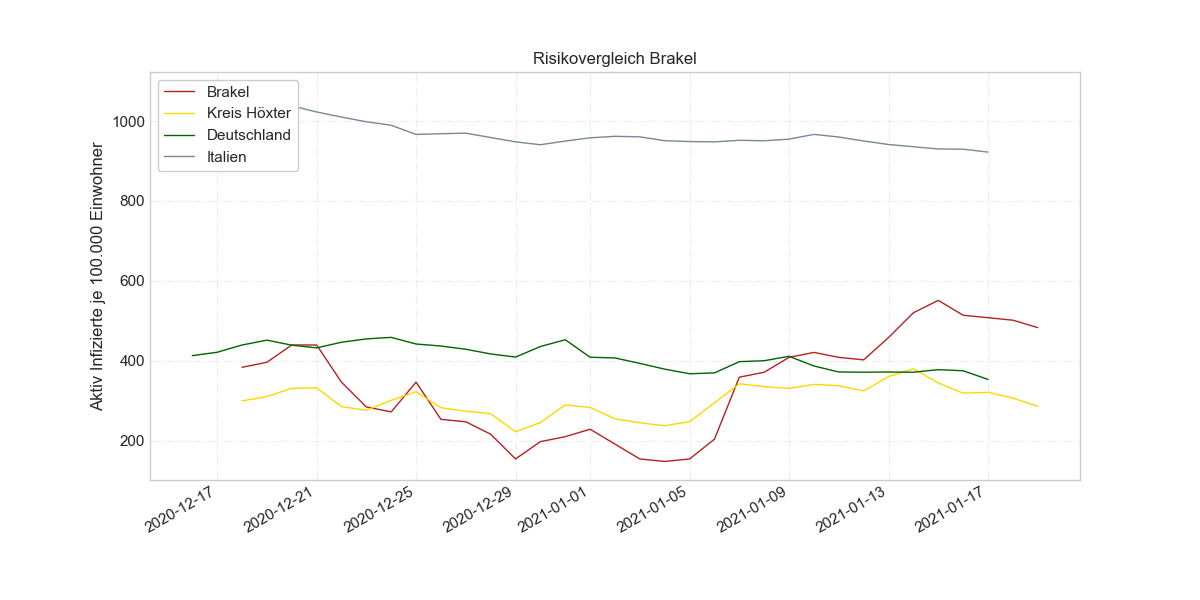 Risikovergleich Brakel
Brakel
Kreis Höxter
Deutschland
Italien
Aktiv Infizierte je 100.000 Einwohner
1000
800
600
400
200
2020-12-17
2020-12-21
2020-12-25
2020-12-29
2021-01-01
2021-01-05
2021-01-09
2021-01-13
2021-01-17